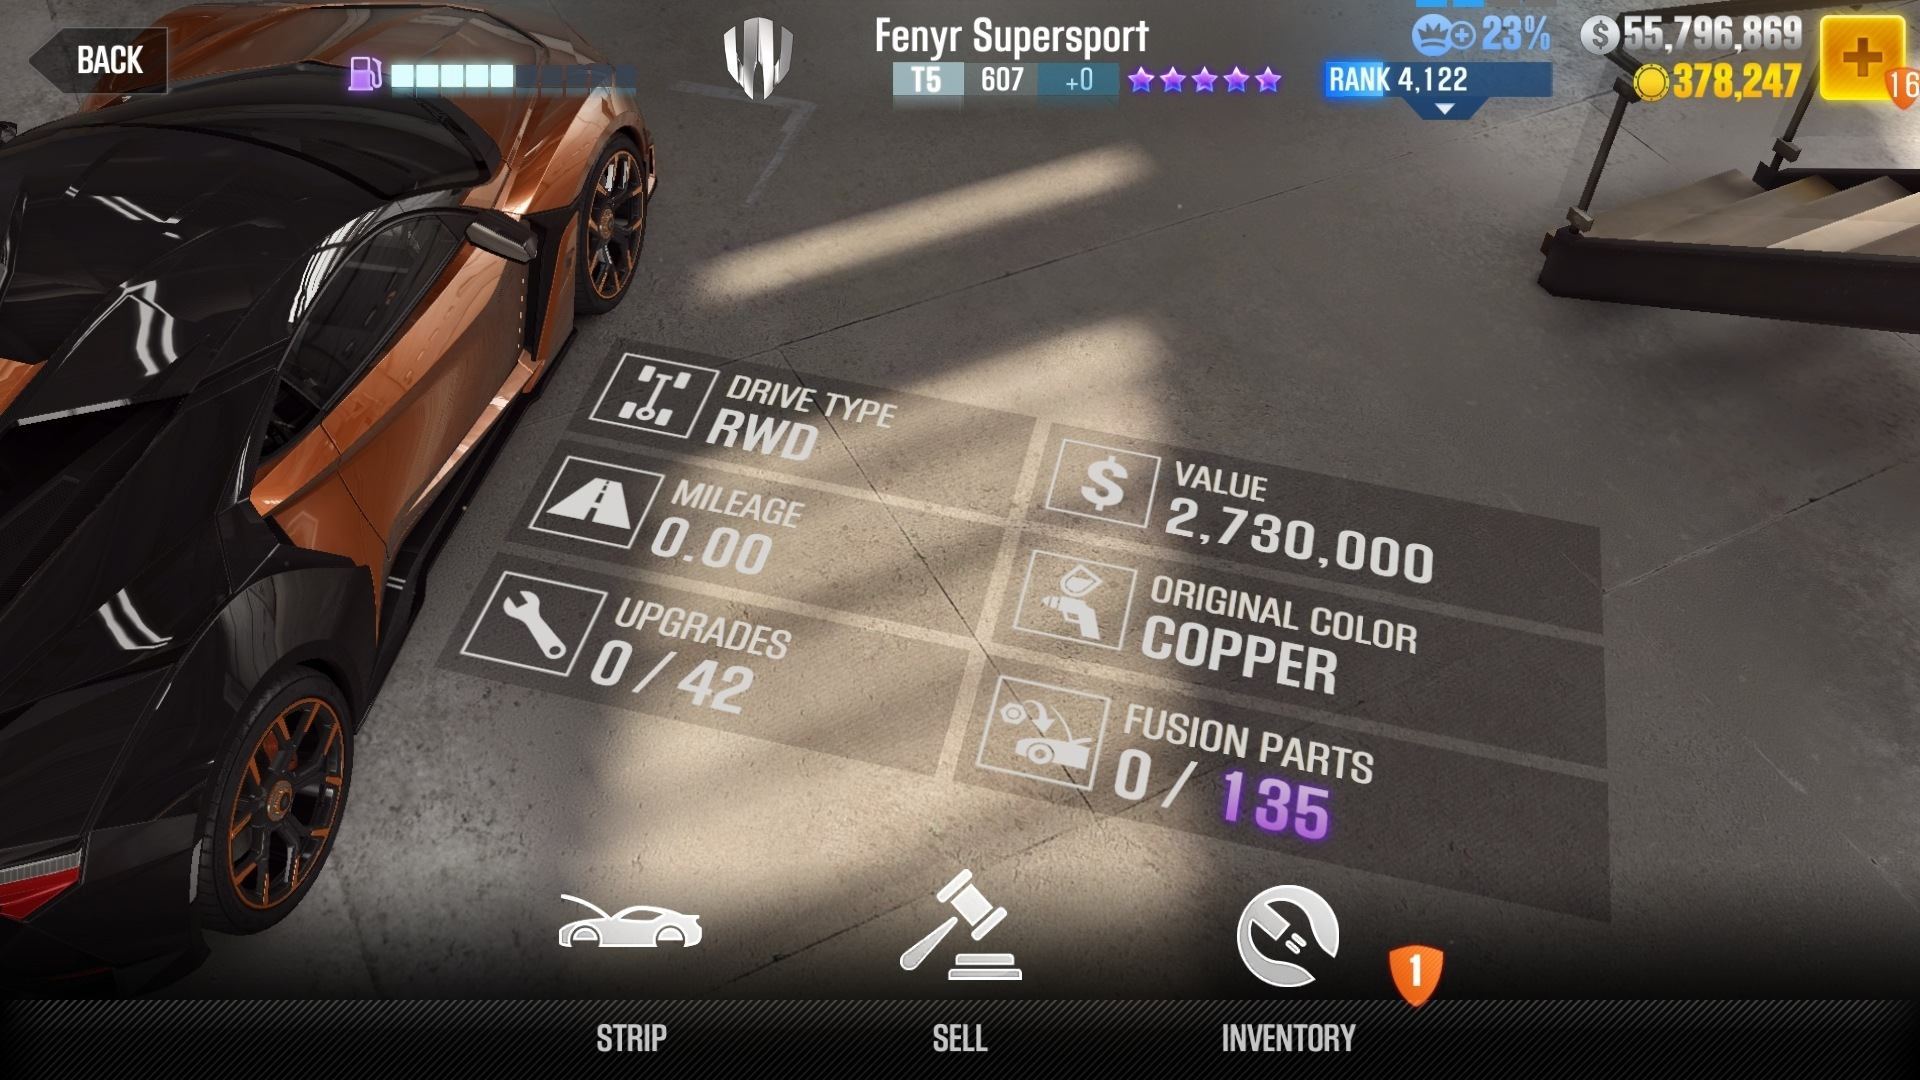 BACK
Fenyr Supersport
T5 607 +0
23%
RANK 4,122
$ 55,796,869
378,247
16
DRIVE TYPE
RWD
MILEAGE
0.00
UPGRADES
0 / 42
$ VALUE
2,730,000
ORIGINAL COLOR
COPPER
FUSION PARTS
0 / 135
1
STRIP
SELL
INVENTORY